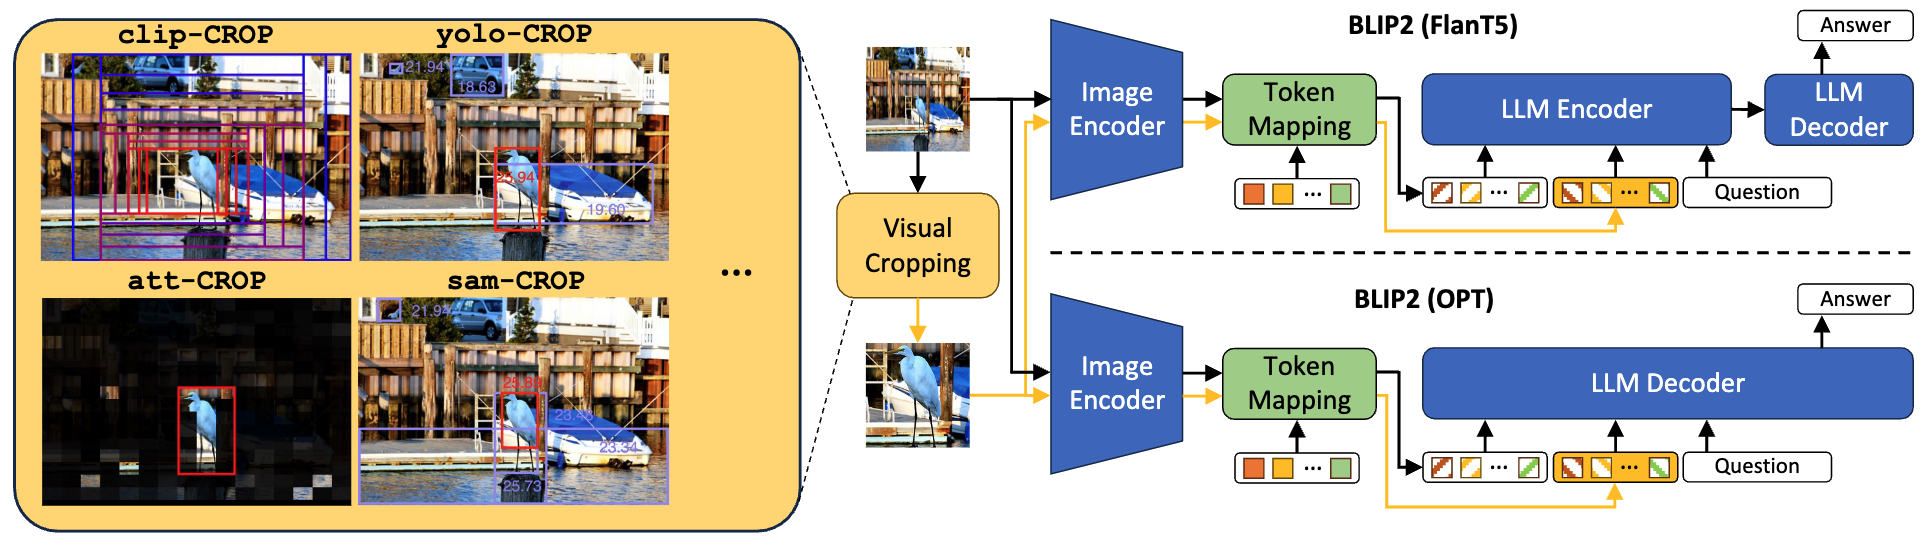 clip-CROP
yolo-CROP
21.94
18.63
25.94
19.60
att-CROP
sam-CROP
21.94
25.89
23.48
23.34
25.73
...
Visual
Cropping
BLIP2 (FlanT5)
Answer
Image
Encoder
Token
Mapping
LLM Encoder
LLM
Decoder
...
...
...
Question
BLIP2 (OPT)
Answer
Image
Encoder
Token
Mapping
LLM Decoder
...
...
...
Question